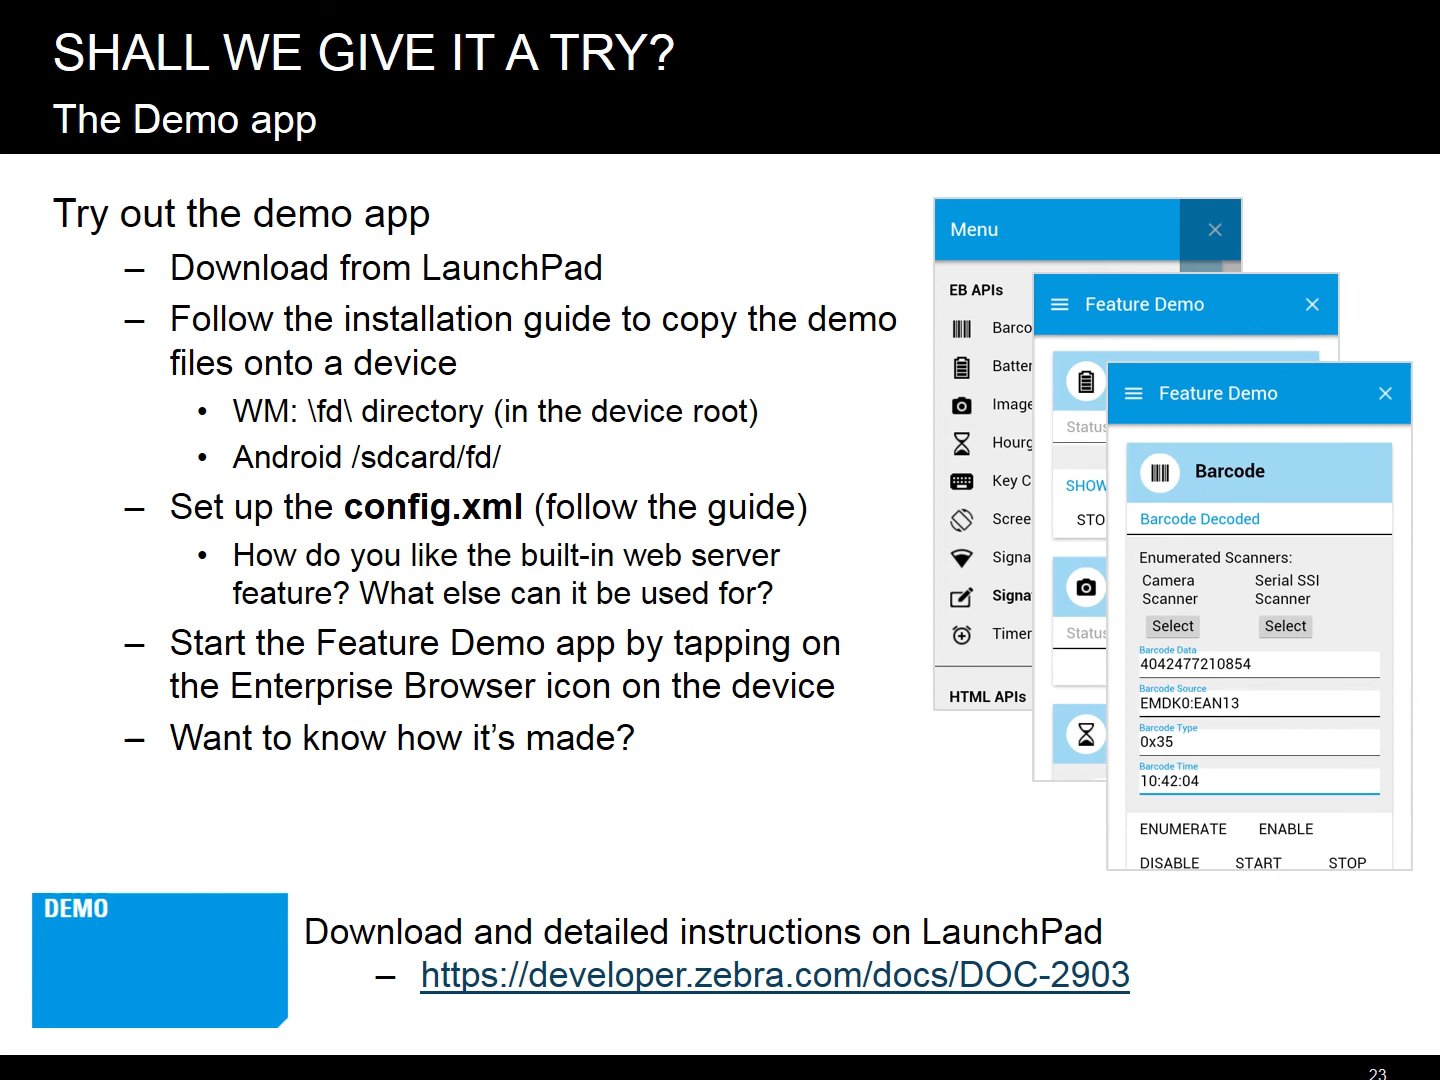 SHALL WE GIVE IT A TRY?
The Demo app
Try out the demo app
– Download from LaunchPad
– Follow the installation guide to copy the demo
files onto a device
• WM: \fd\ directory (in the device root)
• Android /sdcard/fd/
– Set up the config.xml (follow the guide)
• How do you like the built-in web server
feature? What else can it be used for?
– Start the Feature Demo app by tapping on
the Enterprise Browser icon on the device
– Want to know how it’s made?
Menu
EB APIs
Barco
Batter
Image
Hourg
Key C
Scree
Signa
Signa
Timer
HTML APIs
Feature Demo
Status
SHOW
STO
Status
Feature Demo
Barcode
Barcode Decoded
Enumerated Scanners:
Camera Serial SSI
Scanner Scanner
Select Select
Barcode Data
4042477210854
Barcode Source
EMDK0:EAN13
Barcode Type
0x35
Barcode Time
10:42:04
ENUMERATE ENABLE
DISABLE START STOP
DEMO
Download and detailed instructions on LaunchPad
– https://developer.zebra.com/docs/DOC-2903
23